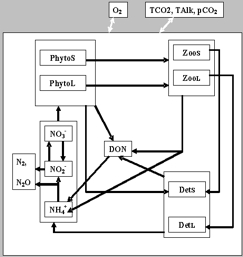 O₂
TCO2, TAlk, pCO₂
PhytoS
PhytoL
ZooS
ZooL
NO₃⁻
NO₂⁻
NH₄⁺
N₂,
N₂O
DON
DetS
DetL